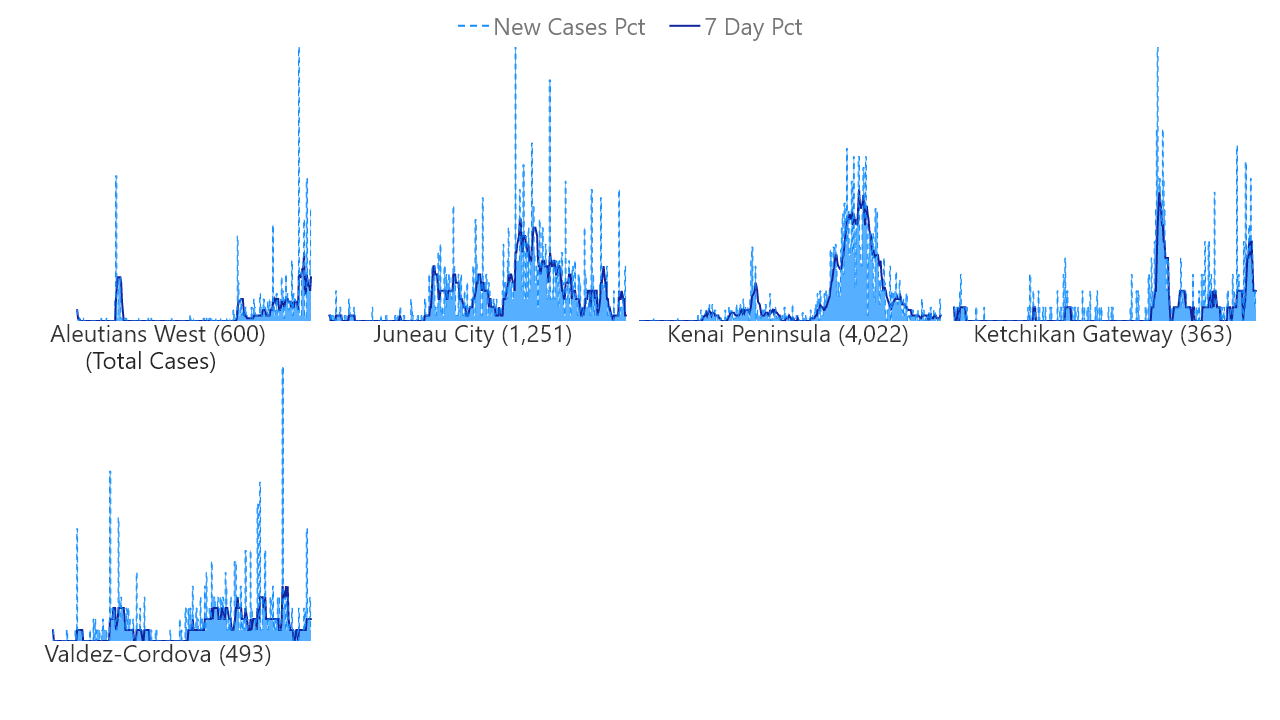 New Cases Pct 7 Day Pct
Aleutians West (600)
(Total Cases)
Juneau City (1,251)
Kenai Peninsula (4,022)
Ketchikan Gateway (363)
Valdez-Cordova (493)